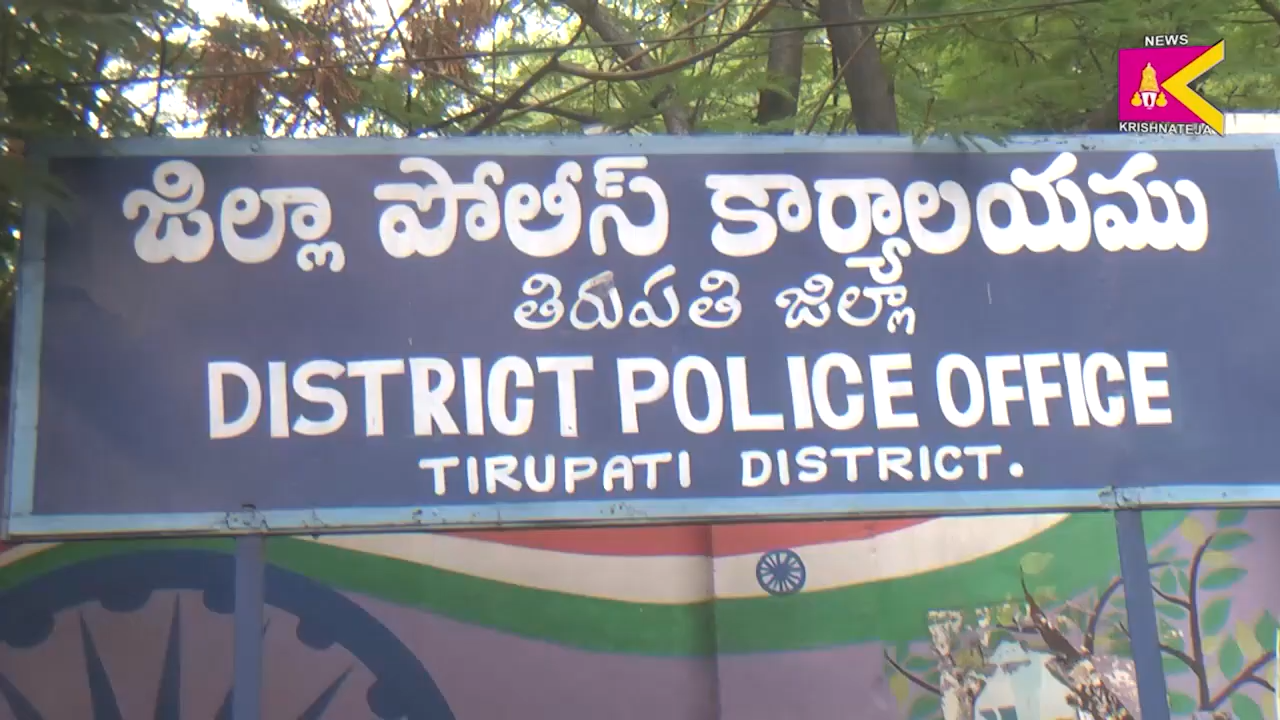 NEWS
KRISHNATEJA
జిల్లా పోలీస్ కార్యాలయము
తిరుపతి జిల్లా
DISTRICT POLICE OFFICE
TIRUPATI DISTRICT.